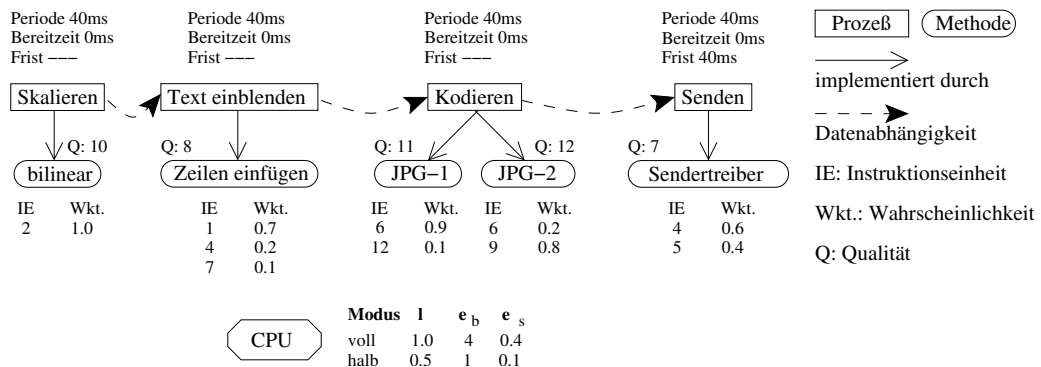 Periode 40ms
Bereitzeit 0ms
Frist −−−
Periode 40ms
Bereitzeit 0ms
Frist −−−
Periode 40ms
Bereitzeit 0ms
Frist −−−
Periode 40ms
Bereitzeit 0ms
Frist 40ms
Prozeß
Methode
implementiert durch
Datenabhängigkeit
IE: Instruktionseinheit
Wkt.: Wahrscheinlichkeit
Q: Qualität
Skalieren
Text einblenden
Kodieren
Senden
Q: 10
Q: 8
Q: 11
Q: 12
Q: 7
bilinear
Zeilen einfügen
JPG−1
JPG−2
Sendertreiber
IE Wkt.
2 1.0
IE Wkt.
1 0.7
4 0.2
7 0.1
IE Wkt.
6 0.9
12 0.1
IE Wkt.
6 0.2
9 0.8
IE Wkt.
4 0.6
5 0.4
CPU
Modus l e b e s
voll 1.0 4 0.4
halb 0.5 1 0.1